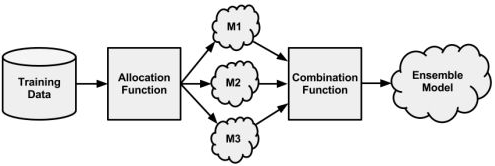 Training
Data
Allocation
Function
M1
M2
M3
Combination
Function
Ensemble
Model